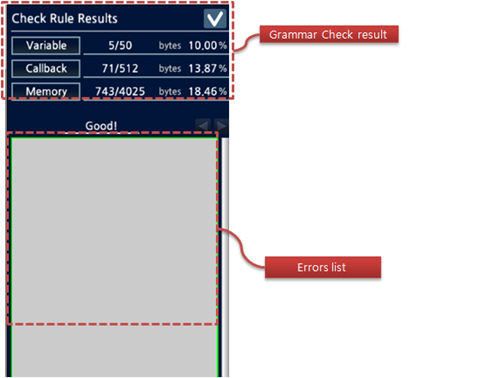 Check Rule Results
Variable 5/50 bytes 10.00%
Callback 71/512 bytes 13.87%
Memory 743/4025 bytes 18.46%
Good!
Grammar Check result
Errors list